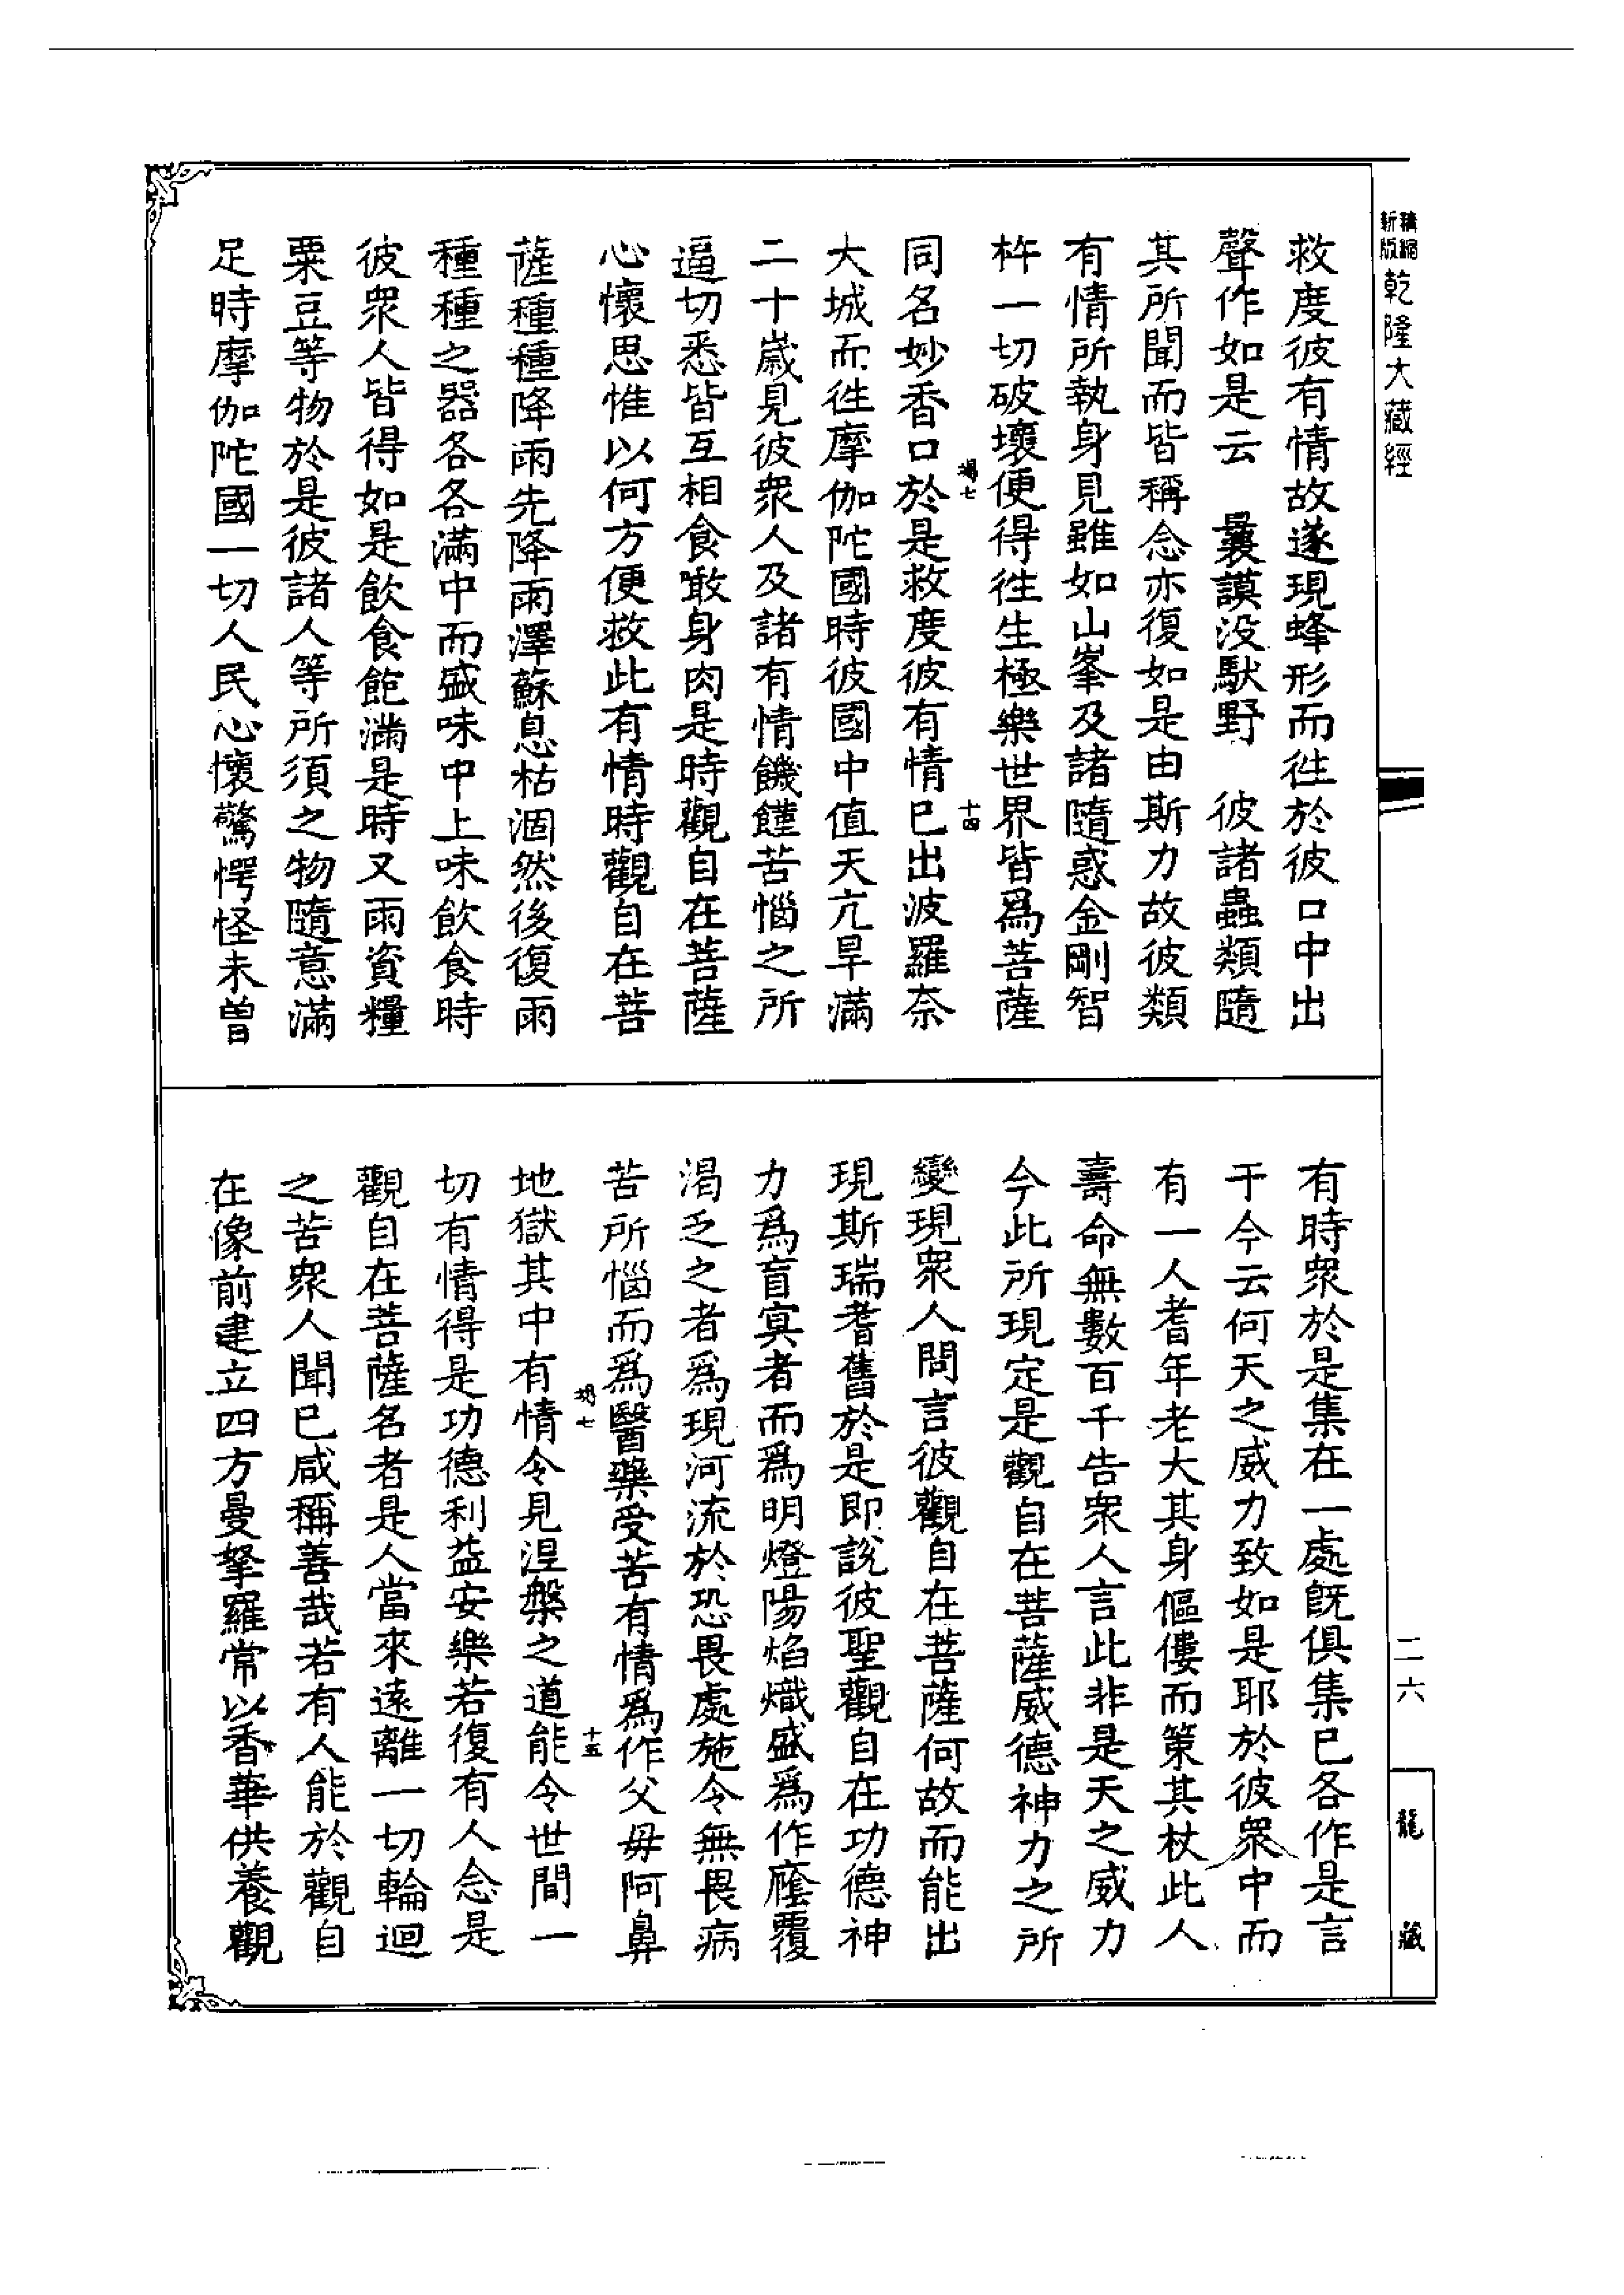 精縮新版 乾隆大藏經
救度彼有情故遂現蜂形而往於彼口中出
聲作如是云 曩謨没馱野 彼諸蟲類隨
其所聞而皆稱念亦復如是由斯力故彼類
有情所執身見雖如山峯及諸隨惑金剛智
杵一切破壞便得往生極樂世界皆爲菩薩
十四
同名妙香口於是救度彼有情已出波羅奈
大城而往摩伽陀國時彼國中值天亢旱滿
二十歲見彼衆人及諸有情饑饉苦惱之所
逼切悉皆互相食噉身肉是時觀自在菩薩
心懷思惟以何方便救此有情時觀自在菩
薩種種降雨先降雨澤蘇息枯涸然後復雨
種種之器各各滿中而盛味中上味飲食時
彼衆人皆得如是飲食飽滿是時又雨資糧
粟豆等物於是彼諸人等所須之物隨意滿
足時摩伽陀國一切人民心懷驚愕怪未曾
有時衆於是集在一處旣俱集已各作是言
于今云何天之威力致如是耶於彼衆中而
有一人耆年老大其身傴僂而策其杖此人
壽命無數百千告衆人言此非是天之威力
今此所現定是觀自在菩薩威德神力之所
變現衆人問言彼觀自在菩薩何故而能出
現斯瑞耆舊於是即說彼聖觀自在功德神
力爲盲冥者而爲明燈陽焰熾盛爲作廕覆
渴乏之者爲現河流於恐畏處施令無畏病
苦所惱而爲醫藥受苦有情爲作父母阿鼻
十五
地獄其中有情令見涅槃之道能令世間一
切有情得是功德利益安樂若復有人念是
觀自在菩薩名者是人當來遠離一切輪迴
之苦衆人聞已咸稱善哉若有人能於觀自
在像前建立四方曼拏羅常以香華供養觀
二六
龍藏